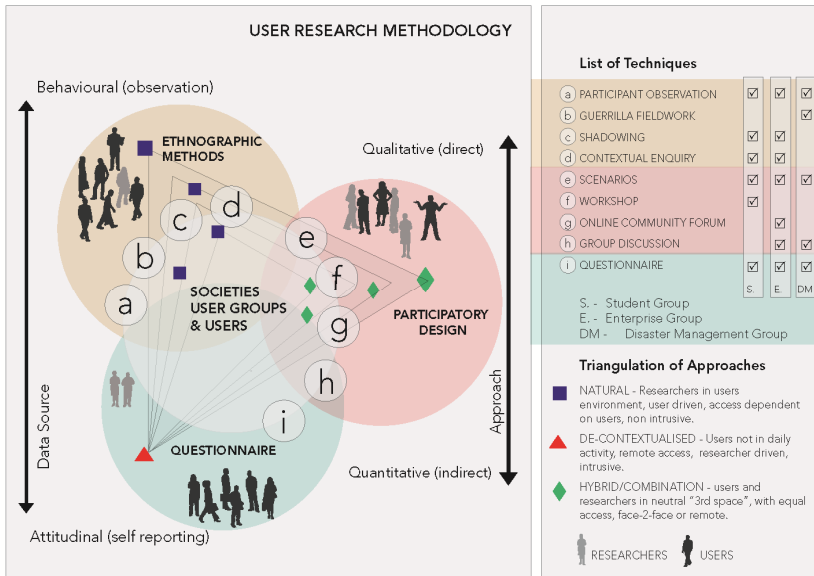 USER RESEARCH METHODOLOGY
Behavioural (observation)
ETHNOGRAPHIC
METHODS
Qualitative (direct)
a
b
c
d
e
f
g
h
i
SOCIETIES
USER GROUPS
& USERS
PARTICIPATORY
DESIGN
QUESTIONNAIRE
Data Source
Approach
Quantitative (indirect)
Attitudinal (self reporting)
List of Techniques
a PARTICIPANT OBSERVATION
b GUERRILLA FIELDWORK
c SHADOWING
d CONTEXTUAL ENQUIRY
e SCENARIOS
f WORKSHOP
g ONLINE COMMUNITY FORUM
h GROUP DISCUSSION
i QUESTIONNAIRE
S. E. DM
S. - Student Group
E. - Enterprise Group
DM - Disaster Management Group
Triangulation of Approaches
NATURAL - Researchers in users
environment, user driven, access dependent
on users, non intrusive.
DE-CONTEXTUALISED - Users not in daily
activity, remote access, researcher driven,
intrusive.
HYBRID/COMBINATION - users and
researchers in neutral “3rd space”, with equal
access, face-2-face or remote.
RESEARCHERS USERS